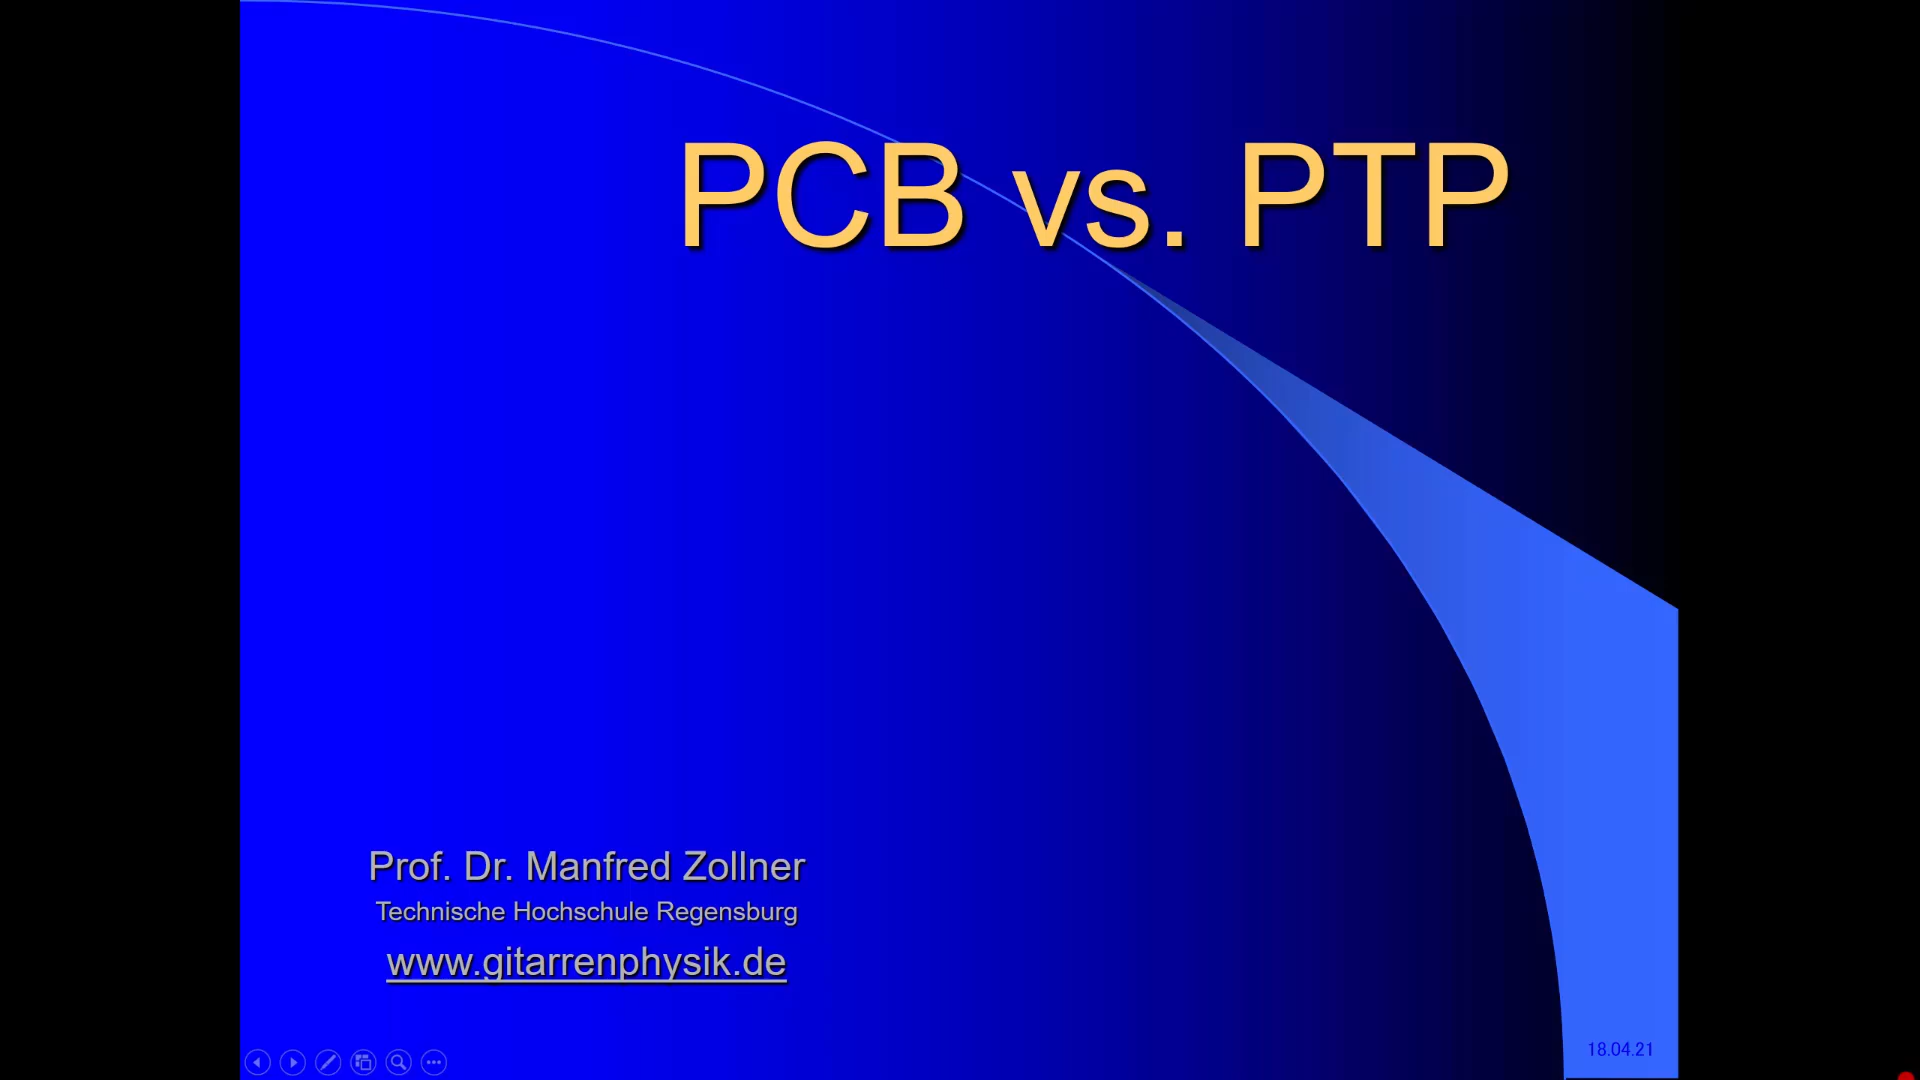 PCB vs. PTP
Prof. Dr. Manfred Zollner
Technische Hochschule Regensburg
www.gitarrenphysik.de
18.04.21